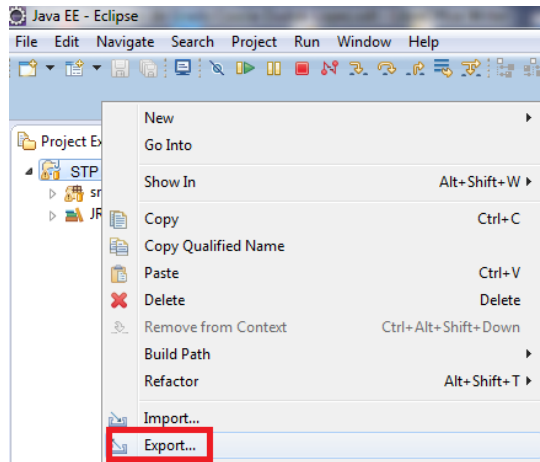 Java EE - Eclipse
File Edit Navigate Search Project Run Window Help
New
Project Ex
Go Into
STP
Show In Alt+Shift+W
sr
JR
Copy Ctrl+C
Copy Qualified Name
Paste Ctrl+V
Delete Delete
Remove from Context Ctrl+Alt+Shift+Down
Build Path
Refactor Alt+Shift+T
Import...
Export...